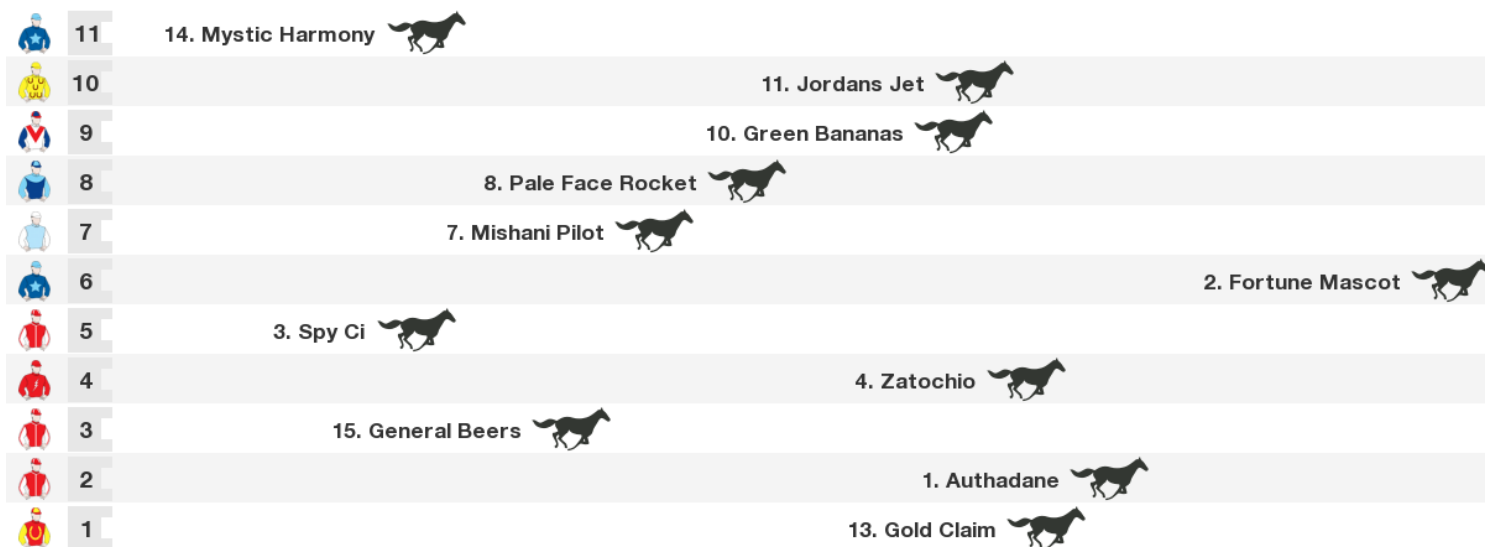 11 14. Mystic Harmony
10 11. Jordans Jet
9 10. Green Bananas
8 8. Pale Face Rocket
7 7. Mishani Pilot
6 2. Fortune Mascot
5 3. Spy Ci
4 4. Zatochio
3 15. General Beers
2 1. Authadane
1 13. Gold Claim